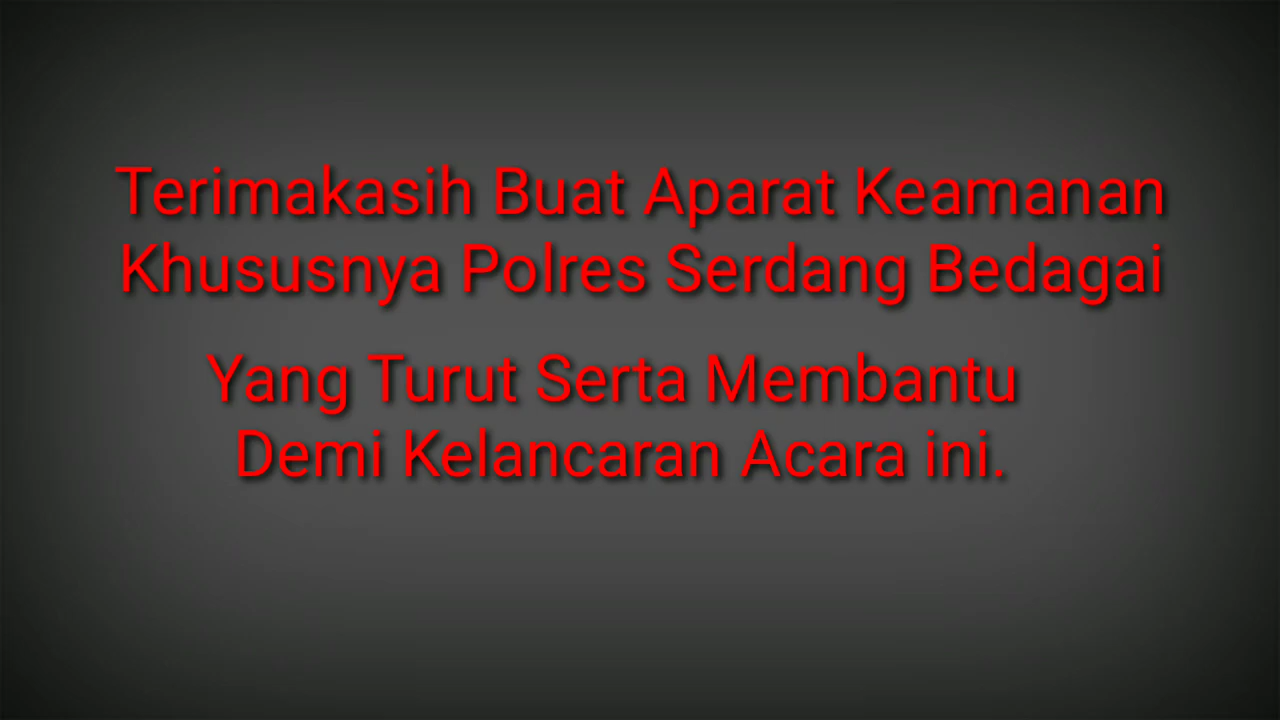 Terimakasih Buat Aparat Keamanan
Khususnya Polres Serdang Bedagai
Yang Turut Serta Membantu
Demi Kelancaran Acara ini.